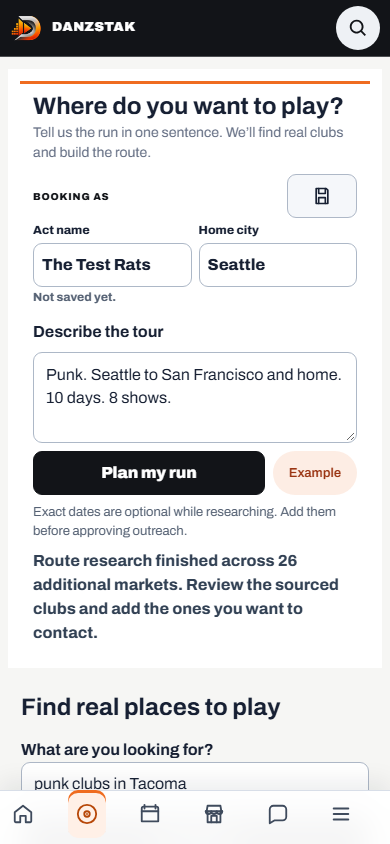 DANZSTAK
Where do you want to play?
Tell us the run in one sentence. We’ll find real clubs
and build the route.
BOOKING AS
Act name
Home city
The Test Rats
Seattle
Not saved yet.
Describe the tour
Punk. Seattle to San Francisco and home.
10 days. 8 shows.
Plan my run
Example
Exact dates are optional while researching. Add them
before approving outreach.
Route research finished across 26
additional markets. Review the sourced
clubs and add the ones you want to
contact.
Find real places to play
What are you looking for?
punk clubs in Tacoma